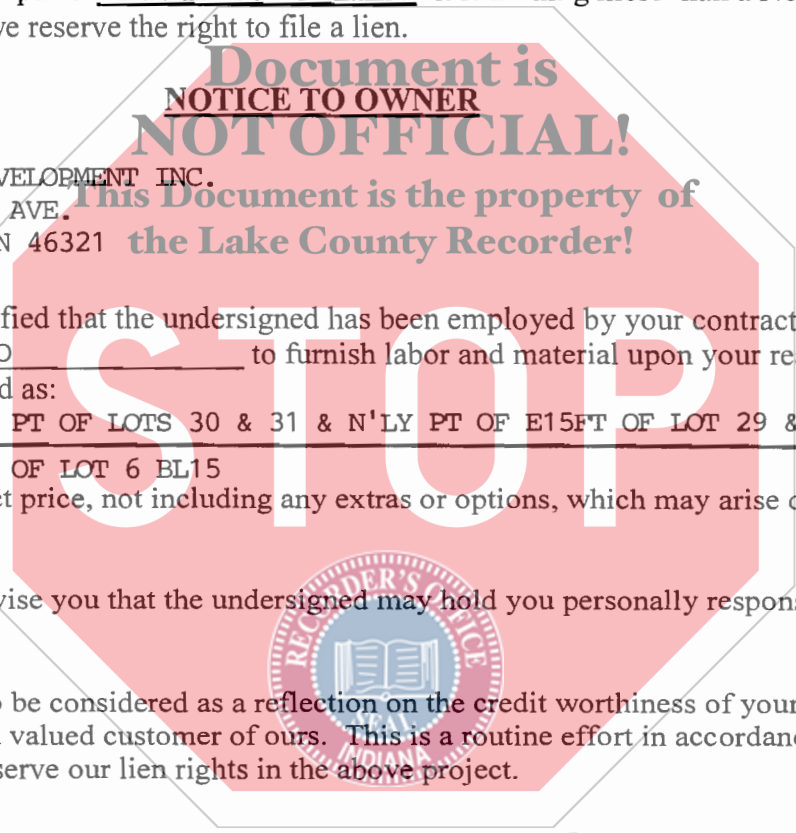 we reserve the right to file a lien.
Document is
NOTICE TO OWNER
NOT OFFICIAL!
VELOPMENT INC.
This Document is the property of
AVE.
N 46321
the Lake County Recorder!
fied that the undersigned has been employed by your contract
O to furnish labor and material upon your re
d as:
STOP
PT OF LOTS 30 & 31 & N'LY PT OF E15FT OF LOT 29 &
OF LOT 6 BL15
ct price, not including any extras or options, which may arise
RECORDER'S OFFICE
vise you that the undersigned may hold you personally respons
SEAL
INDIANA
o be considered as a reflection on the credit worthiness of your
valued customer of ours. This is a routine effort in accordanc
serve our lien rights in the above project.